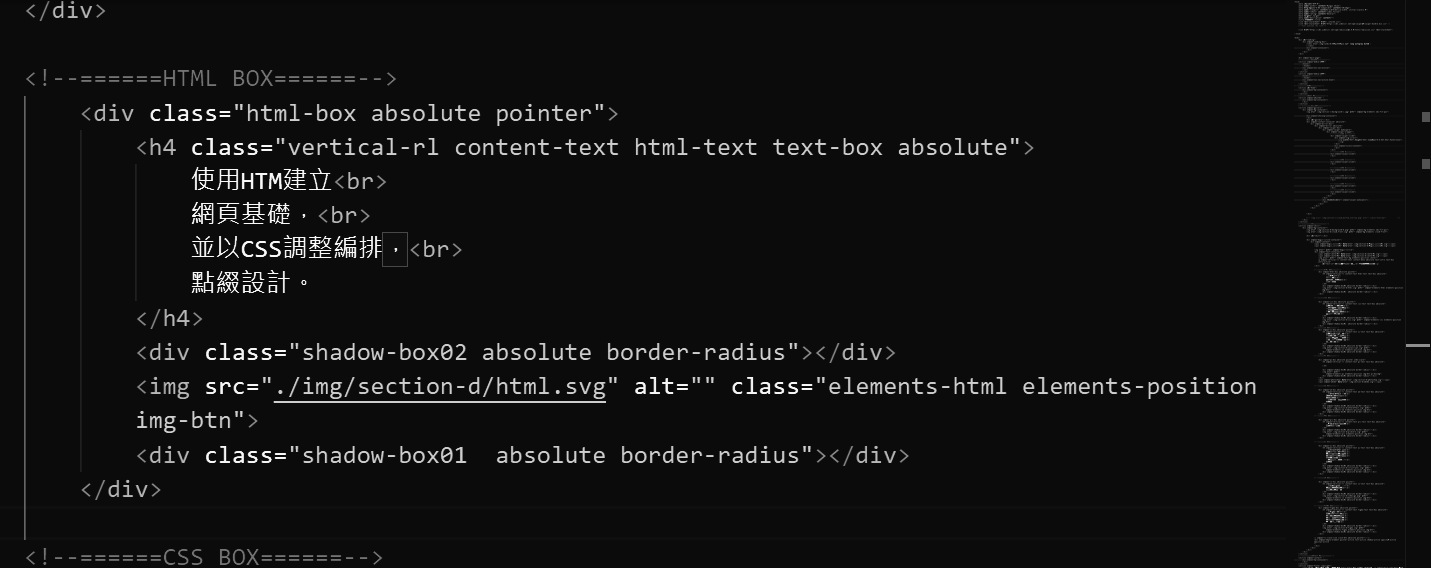 </div>
<!--======HTML BOX======-->
<div class="html-box absolute pointer">
<h4 class="vertical-rl content-text html-text text-box absolute">
使用HTM建立<br>
網頁基礎，<br>
並以CSS調整編排，<br>
點綴設計。
</h4>
<div class="shadow-box02 absolute border-radius"></div>
<img src="./img/section-d/html.svg" alt="" class="elements-html elements-position
img-btn">
<div class="shadow-box01  absolute border-radius"></div>
</div>
<!--======CSS BOX======-->